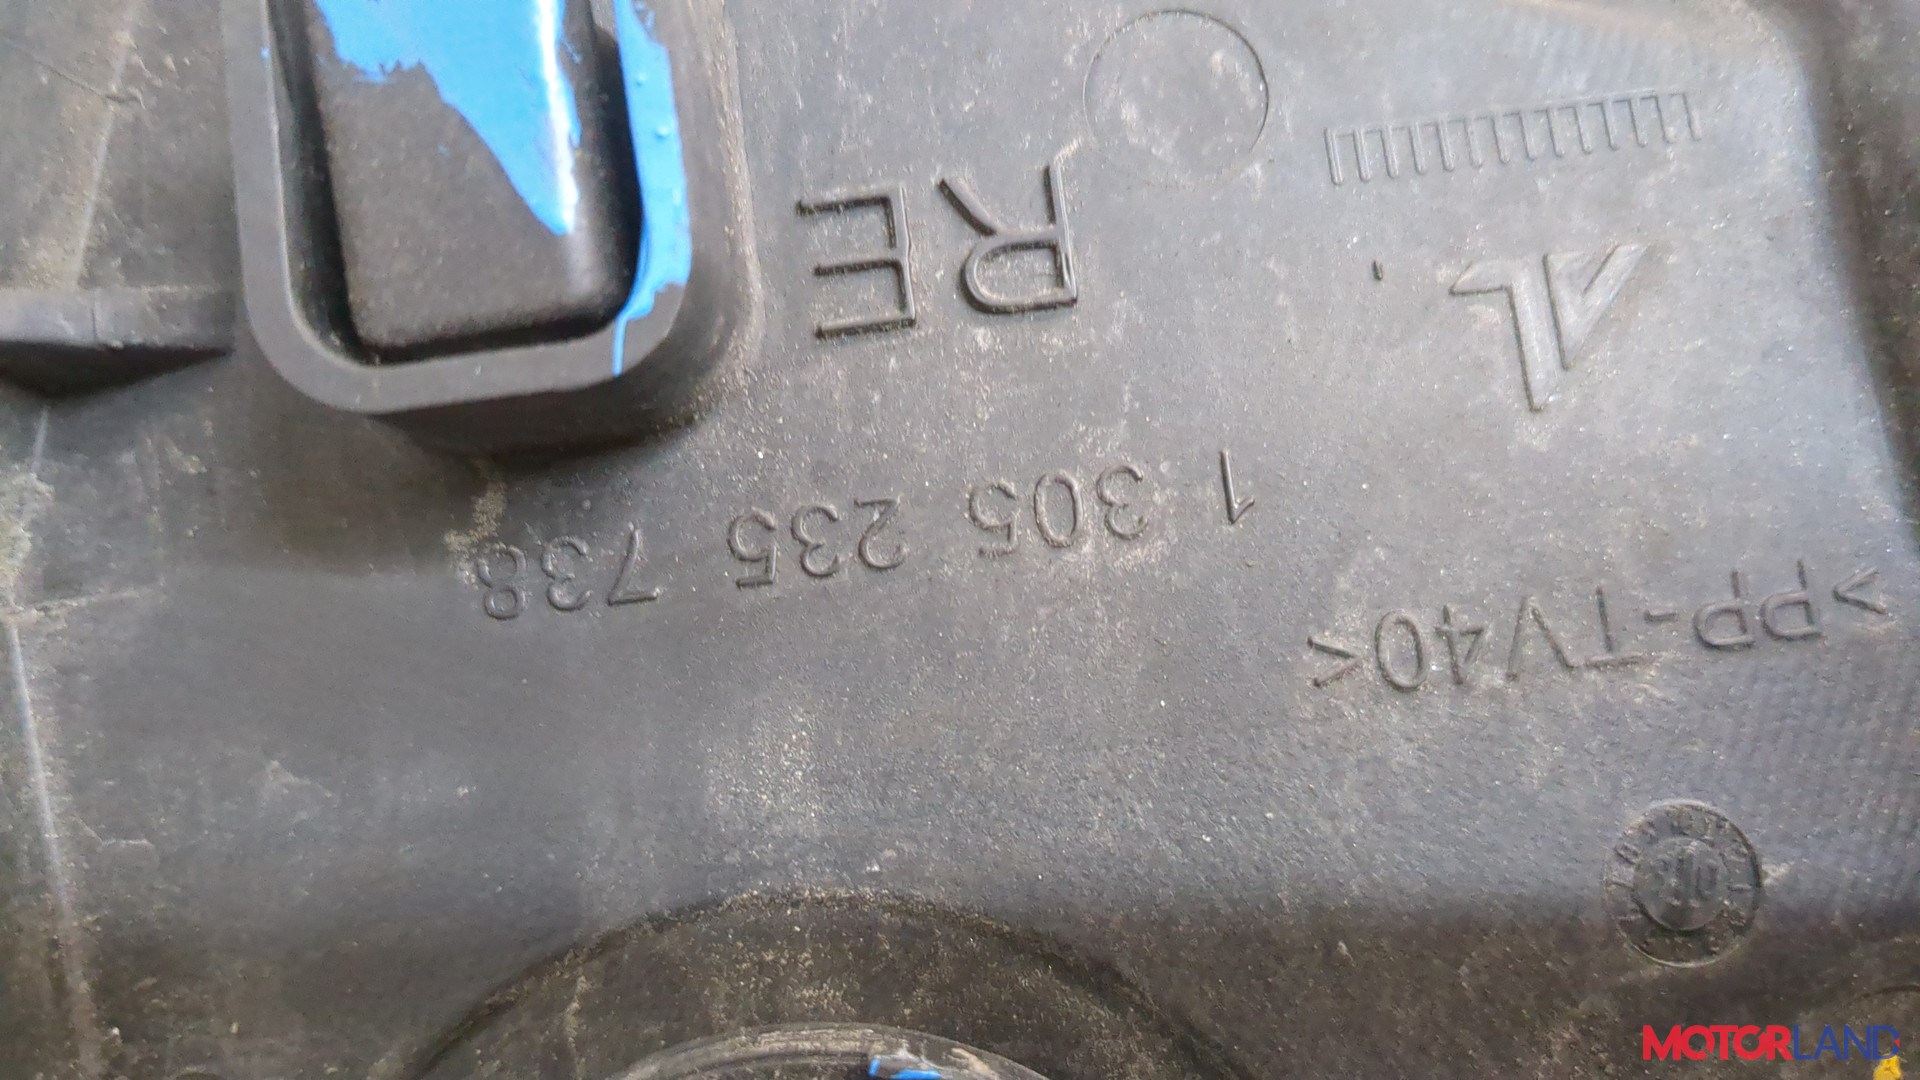 AL
RE
1 305 235 738
>PP-TV40<
MOTORLAND